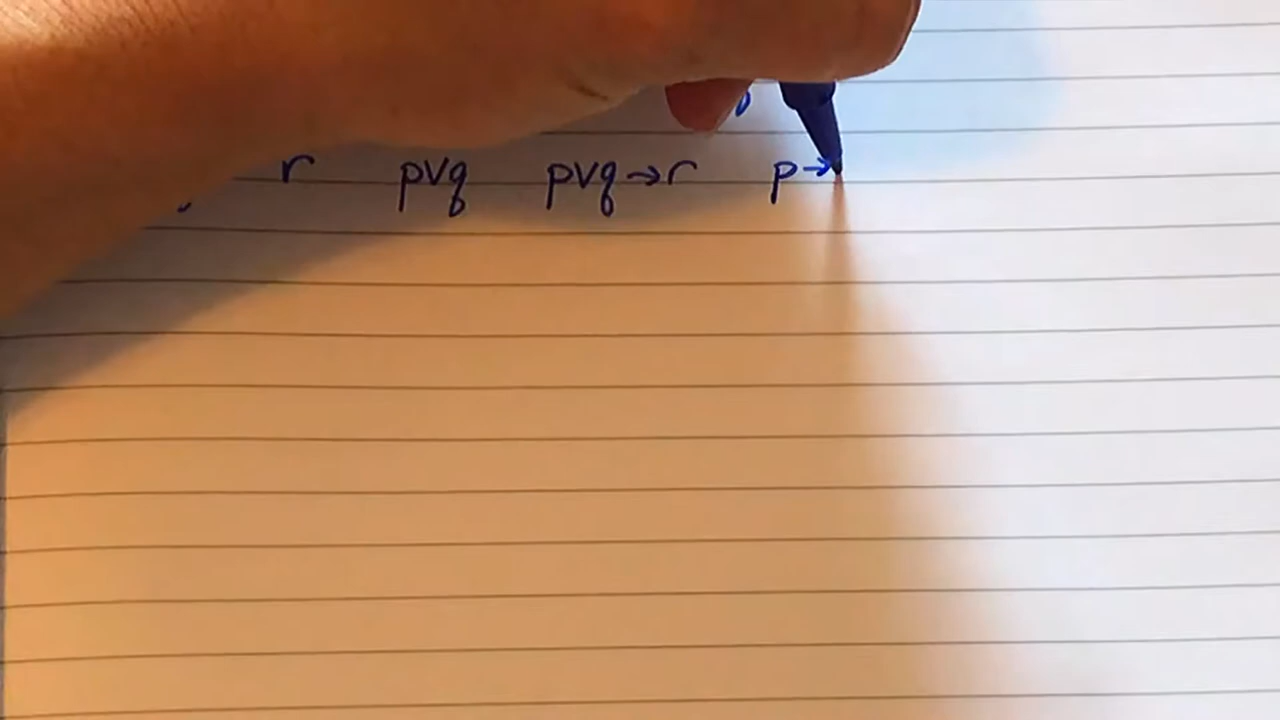 r pvq pvq→r p→